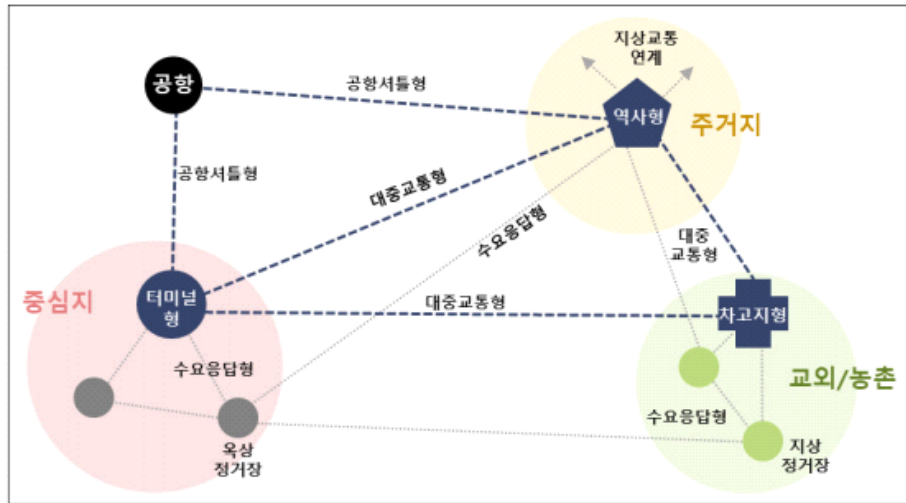 지상교통
연계
공항
공항셔틀형
역사형
주거지
공항셔틀형
대중교통형
수요응답형
대중
교통형
중심지
터미널
형
대중교통형
차고지형
수요응답형
교외/농촌
수요응답형
옥상
정거장
지상
정거장